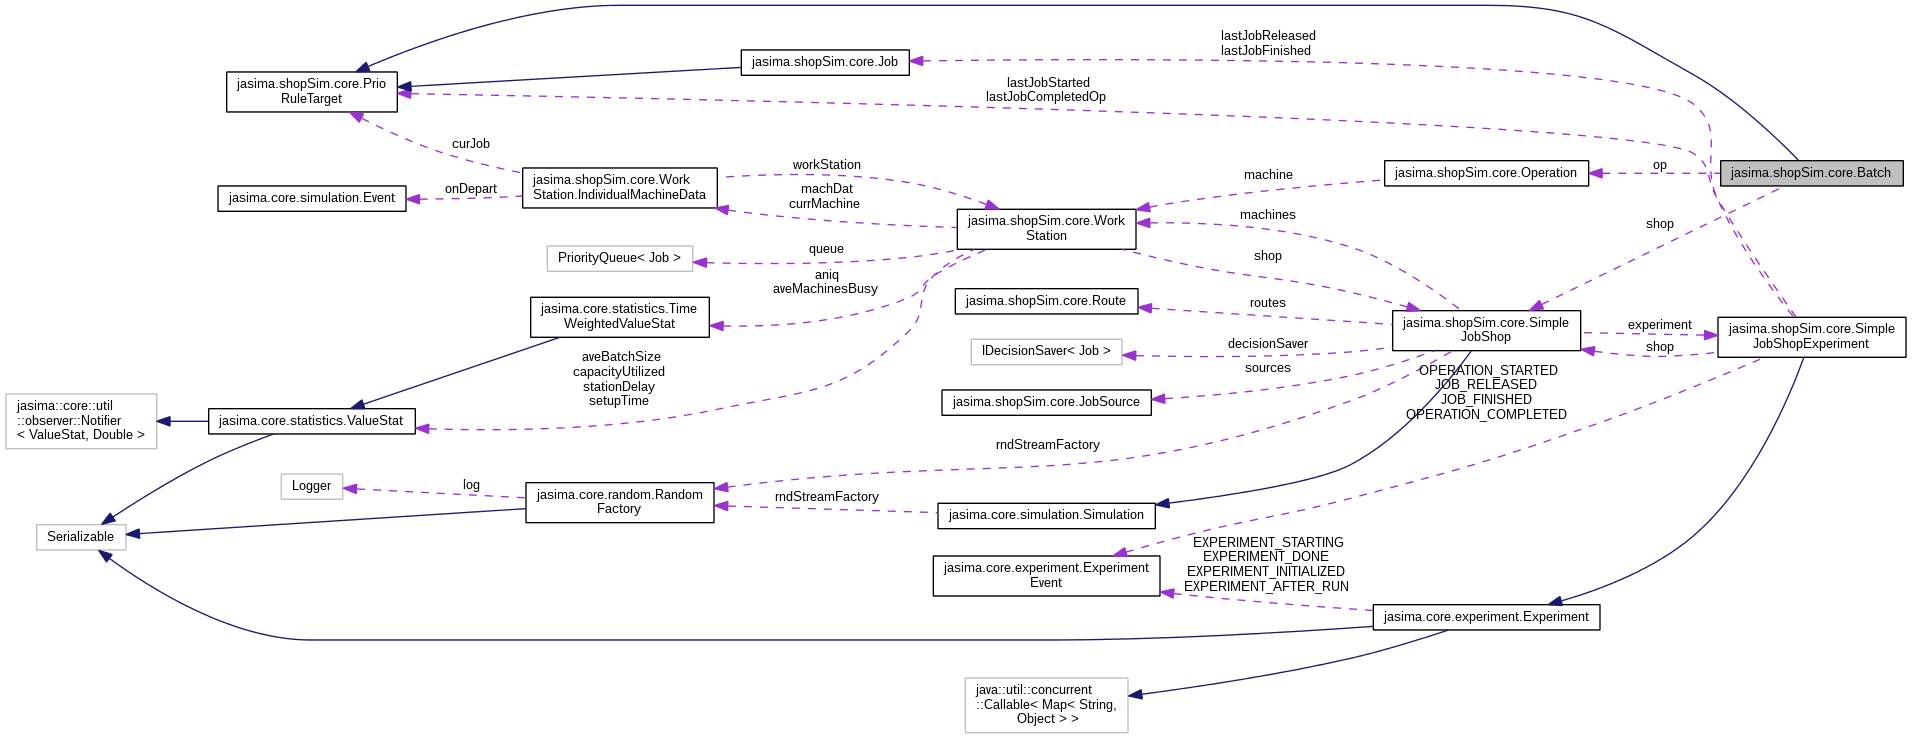 lastJobReleased
lastJobFinished
jasima.shopSim.core.Job
jasima.shopSim.core.Prio
RuleTarget
lastJobStarted
lastJobCompletedOp
curJob
workStation
op
jasima.shopSim.core.Operation
jasima.shopSim.core.Batch
machine
jasima.shopSim.core.Work
Station.IndividualMachineData
onDepart
jasima.core.simulation.Event
machDat
currMachine
machines
jasima.shopSim.core.Work
Station
shop
queue
PriorityQueue< Job >
shop
aniq
aveMachinesBusy
jasima.shopSim.core.Route
routes
jasima.core.statistics.Time
WeightedValueStat
jasima.shopSim.core.Simple
JobShop
experiment
shop
jasima.shopSim.core.Simple
JobShopExperiment
IDecisionSaver< Job >
decisionSaver
sources
aveBatchSize
capacityUtilized
stationDelay
setupTime
OPERATION_STARTED
JOB_RELEASED
JOB_FINISHED
OPERATION_COMPLETED
jasima.shopSim.core.JobSource
jasima::core::util
::observer::Notifier
< ValueStat, Double >
jasima.core.statistics.ValueStat
rndStreamFactory
Logger
log
jasima.core.random.Random
Factory
rndStreamFactory
jasima.core.simulation.Simulation
Serializable
EXPERIMENT_STARTING
EXPERIMENT_DONE
EXPERIMENT_INITIALIZED
EXPERIMENT_AFTER_RUN
jasima.core.experiment.Experiment
Event
jasima.core.experiment.Experiment
java::util::concurrent
::Callable< Map< String,
Object > >